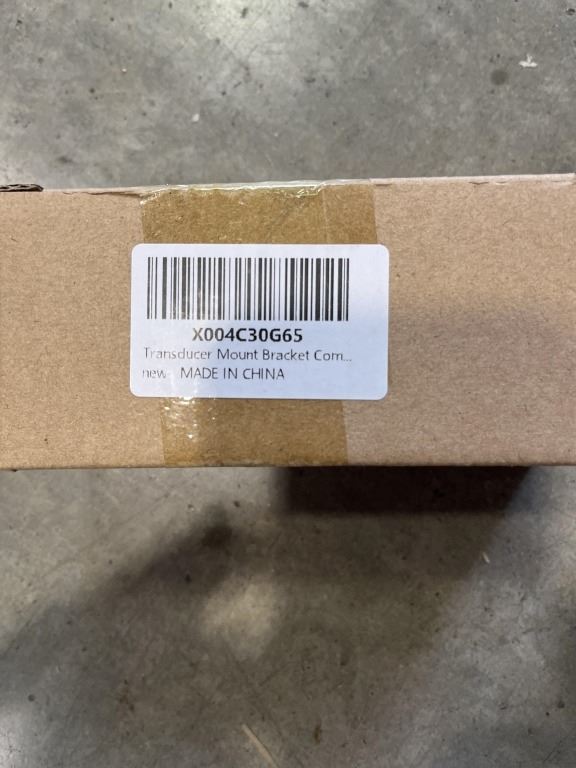 X004C30G65
Transducer Mount Bracket Com...
new MADE IN CHINA